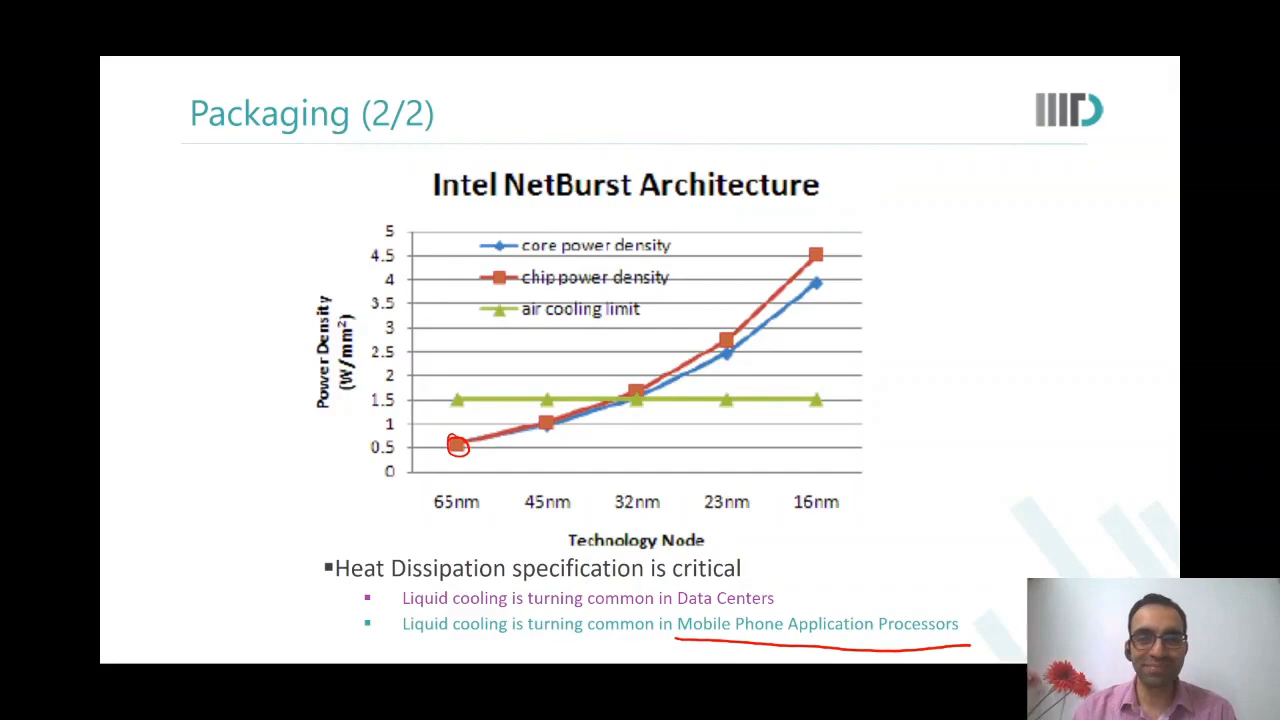 Packaging (2/2)
Intel NetBurst Architecture
5
4.5
4
3.5
3
2.5
2
1.5
1
0.5
0
core power density
chip power density
air cooling limit
Power Density
(W/mm²)
65nm 45nm 32nm 23nm 16nm
Technology Node
▪Heat Dissipation specification is critical
▪ Liquid cooling is turning common in Data Centers
▪ Liquid cooling is turning common in Mobile Phone Application Processors